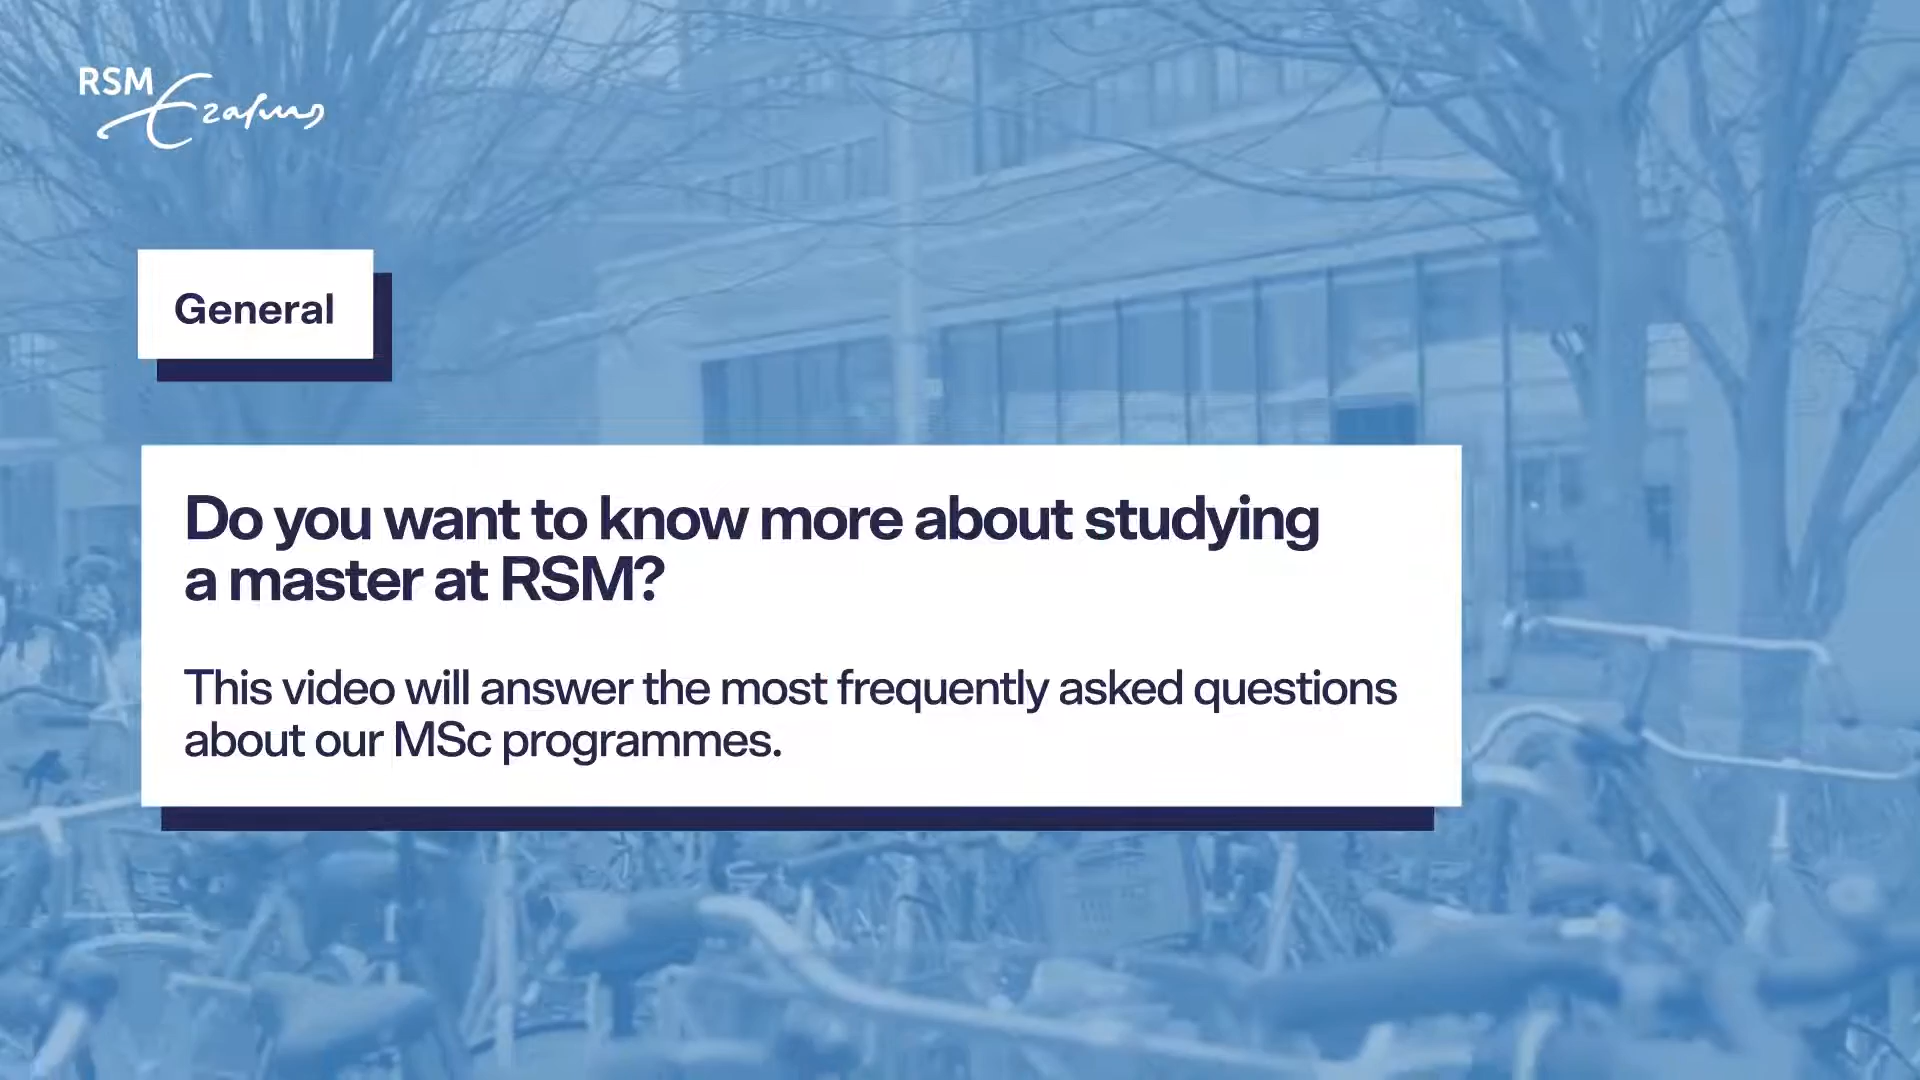 RSM
Erasmus
General
Do you want to know more about studying
a master at RSM?
This video will answer the most frequently asked questions
about our MSc programmes.